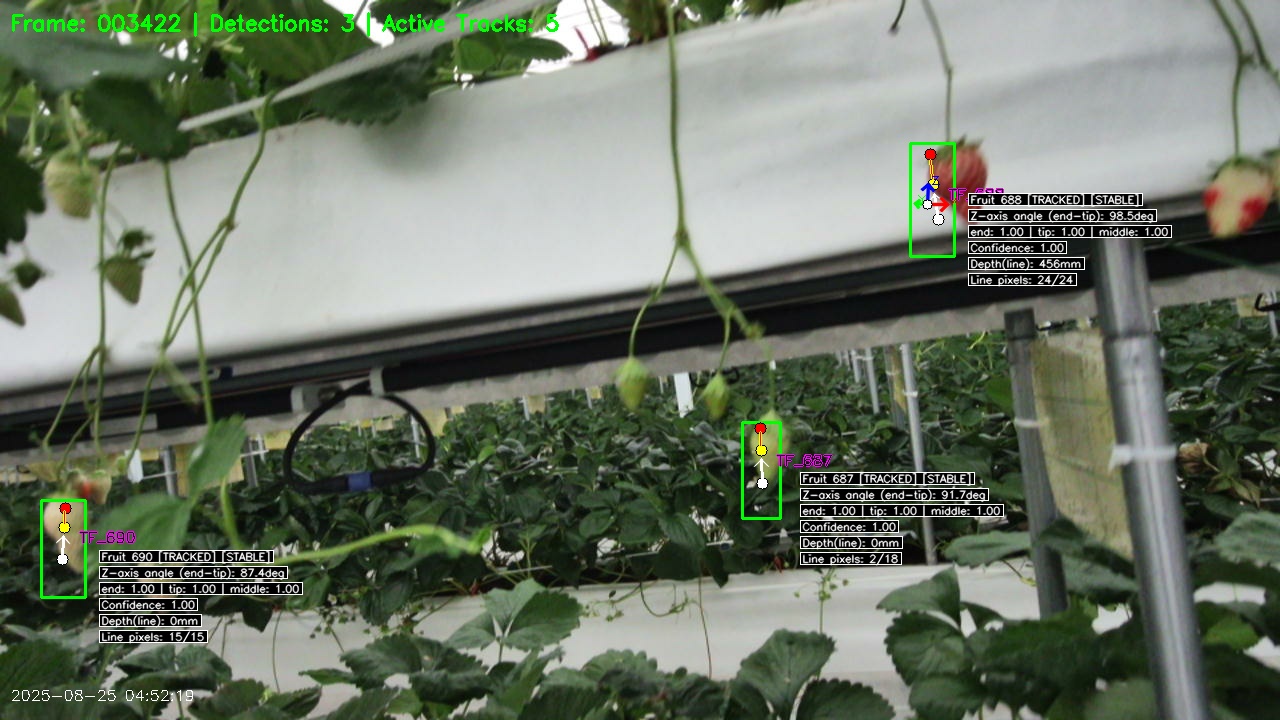 Frame: 003422 | Detections: 3 | Active Tracks: 5
Fruit 688 [TRACKED] [STABLE]
Z-axis angle (end-tip): 98.5deg
end: 1.00 | tip: 1.00 | middle: 1.00
Confidence: 1.00
Depth(line): 456mm
Line pixels: 24/24
TF_687
Fruit 687 [TRACKED] [STABLE]
Z-axis angle (end-tip): 91.7deg
end: 1.00 | tip: 1.00 | middle: 1.00
Confidence: 1.00
Depth(line): 0mm
Line pixels: 2/18
TF_690
Fruit 690 [TRACKED] [STABLE]
Z-axis angle (end-tip): 87.4deg
end: 1.00 | tip: 1.00 | middle: 1.00
Confidence: 1.00
Depth(line): 0mm
Line pixels: 15/15
2025-08-25 04:52:19